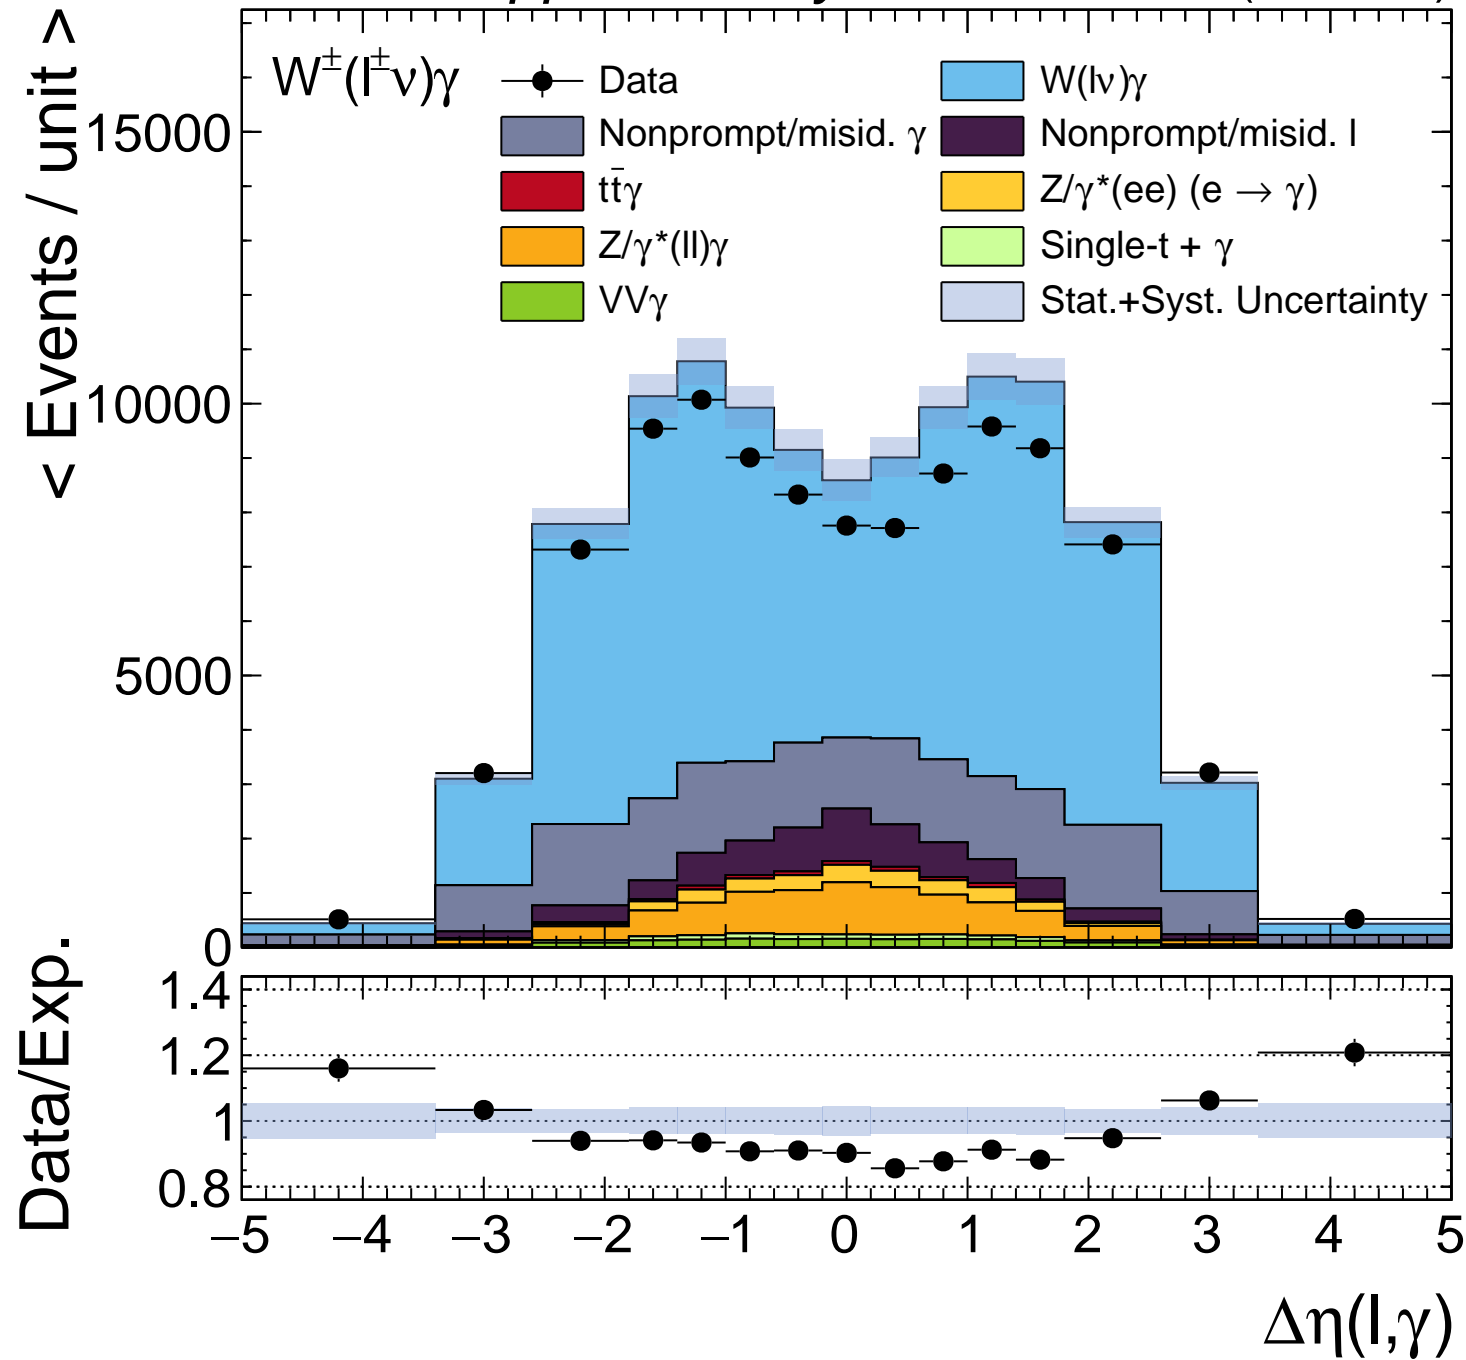 W±(l±ν)γ
Data
W(lν)γ
Nonprompt/misid. γ
Nonprompt/misid. l
tt̄γ
Z/γ*(ee) (e → γ)
Z/γ*(ll)γ
Single-t + γ
VVγ
Stat.+Syst. Uncertainty
< Events / unit >
15000
10000
5000
0
Data/Exp.
1.4
1.2
1
0.8
−5 −4 −3 −2 −1 0 1 2 3 4 5
Δη(l,γ)